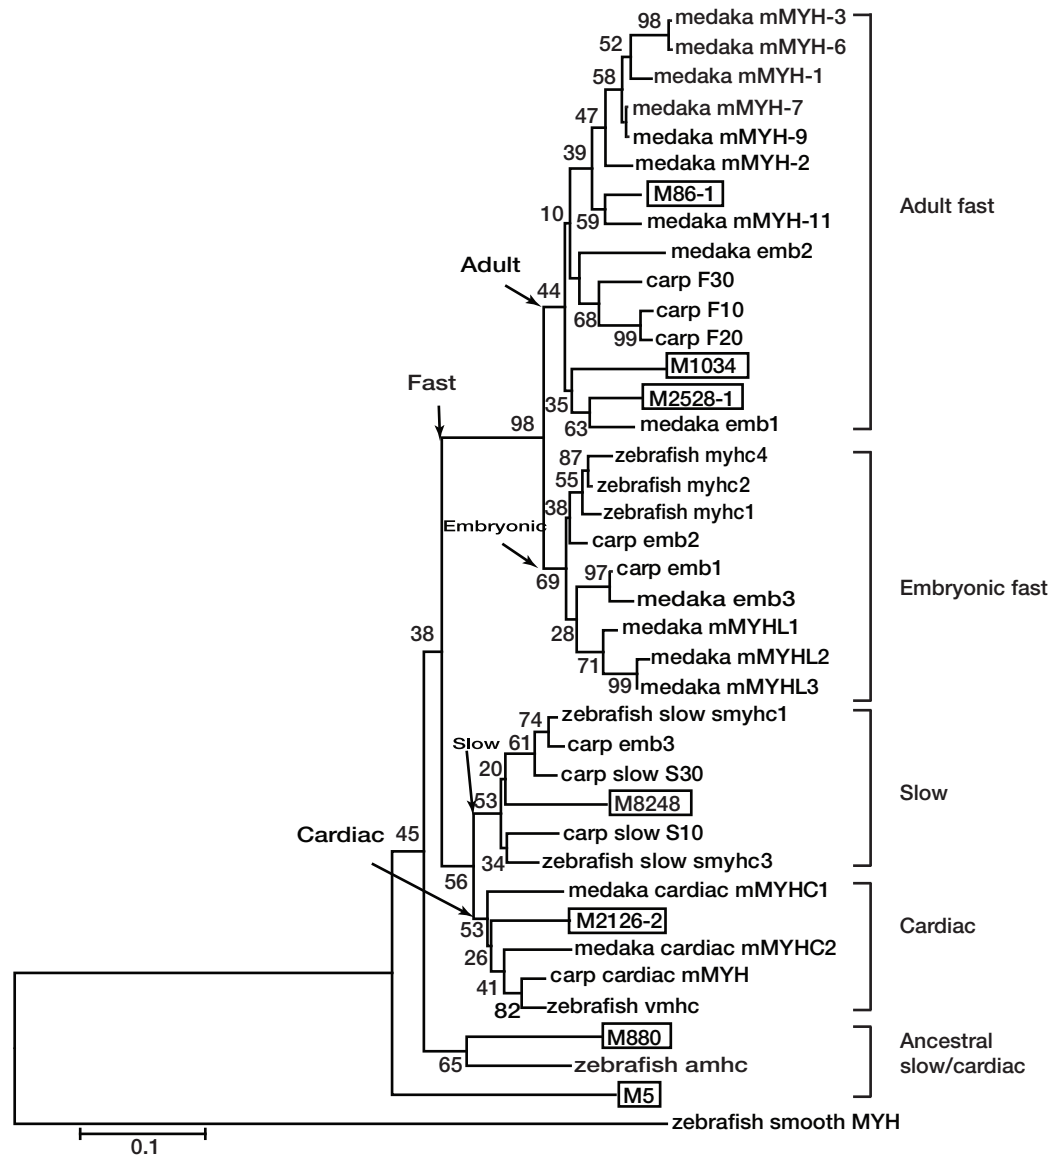 98
medaka mMYH-3
52
medaka mMYH-6
medaka mMYH-1
58
medaka mMYH-7
47
medaka mMYH-9
39
medaka mMYH-2
M86-1
Adult fast
10
59
medaka mMYH-11
medaka emb2
Adult
carp F30
44
carp F10
68
99
carp F20
M1034
Fast
M2528-1
35
98
63
medaka emb1
87
zebrafish myhc4
55
zebrafish myhc2
38
zebrafish myhc1
Embryonic
carp emb2
97
carp emb1
69
Embryonic fast
medaka emb3
28
medaka mMYHL1
38
71
medaka mMYHL2
99
medaka mMYHL3
74
zebrafish slow smyhc1
Slow
61
carp emb3
20
carp slow S30
53
M8248
Slow
Cardiac
45
carp slow S10
34
zebrafish slow smyhc3
56
medaka cardiac mMYHC1
53
M2126-2
Cardiac
26
medaka cardiac mMYHC2
41
carp cardiac mMYH
82
zebrafish vmhc
M880
Ancestral
slow/cardiac
65
zebrafish amhc
M5
zebrafish smooth MYH
0.1